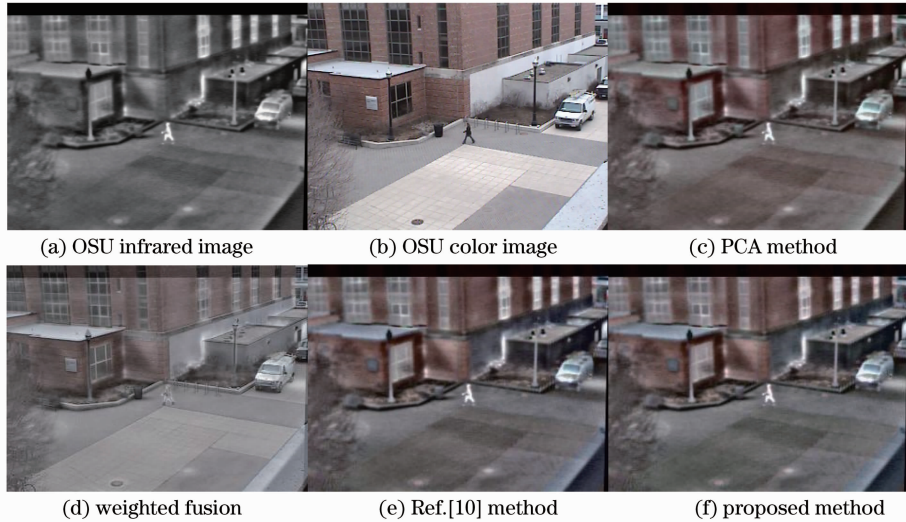 (a) OSU infrared image
(b) OSU color image
(c) PCA method
(d) weighted fusion
(e) Ref.[10] method
(f) proposed method